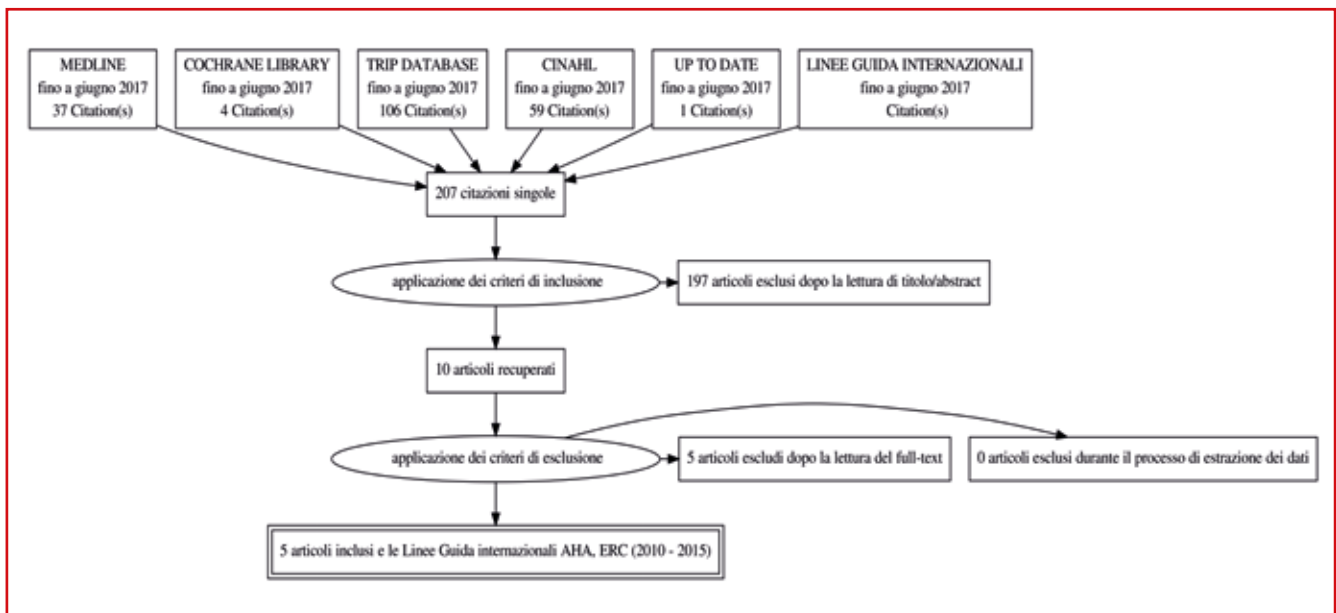 MEDLINE
fino a giugno 2017
37 Citation(s)
COCHRANE LIBRARY
fino a giugno 2017
4 Citation(s)
TRIP DATABASE
fino a giugno 2017
106 Citation(s)
CINAHL
fino a giugno 2017
59 Citation(s)
UP TO DATE
fino a giugno 2017
1 Citation(s)
LINEE GUIDA INTERNAZIONALI
fino a giugno 2017
Citation(s)
207 citazioni singole
applicazione dei criteri di inclusione
197 articoli esclusi dopo la lettura di titolo/abstract
10 articoli recuperati
applicazione dei criteri di esclusione
5 articoli escludi dopo la lettura del full-text
0 articoli esclusi durante il processo di estrazione dei dati
5 articoli inclusi e le Linee Guida internazionali AHA, ERC (2010 - 2015)